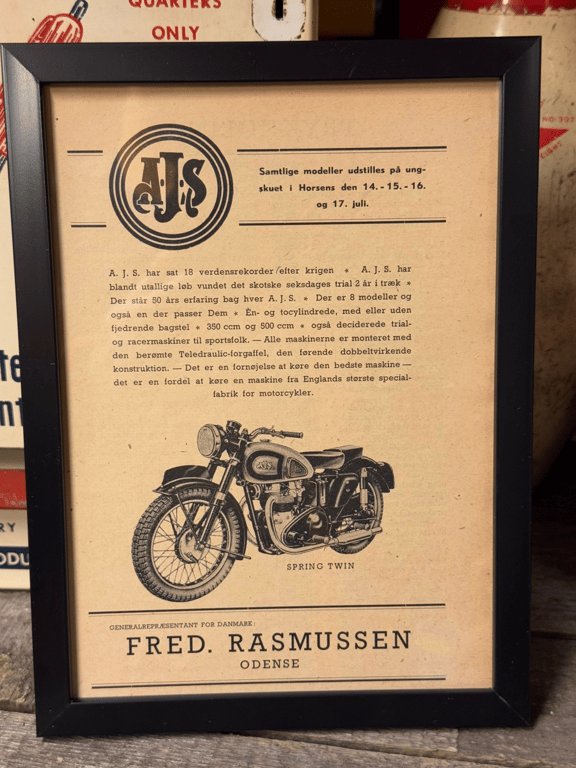 QUARTERS
ONLY
A.J.S
Samtlige modeller udstilles på ung-
skuet i Horsens den 14.-15.-16.
og 17. juli.
A. J. S. har sat 18 verdensrekorder efter krigen * A. J. S. har
blandt utallige løb vundet det skotske seksdages trial 2 år i træk *
Der står 50 års erfaring bag hver A. J. S. * Der er 8 modeller og
også en der passer Dem * Èn- og tocylindrede, med eller uden
fjedrende bagstel * 350 ccm og 500 ccm * også deciderede trial-
og racermaskiner til sportsfolk. — Alle maskinerne er monteret med
den berømte Teledraulic-forgaffel, den førende dobbeltvirkende
konstruktion. — Det er en fornøjelse at køre den bedste maskine —
det er en fordel at køre en maskine fra Englands største special-
fabrik for motorcykler.
AJS
SPRING TWIN
GENERALREPRÆSENTANT FOR DANMARK:
FRED. RASMUSSEN
ODENSE